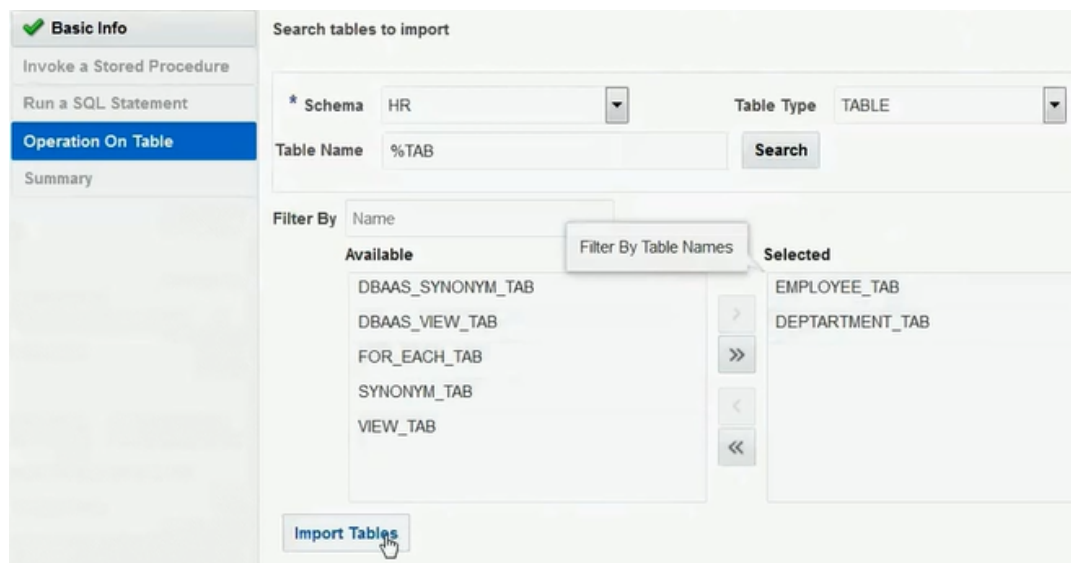 Basic Info
Invoke a Stored Procedure
Run a SQL Statement
Operation On Table
Summary
Search tables to import
* Schema HR Table Type TABLE
Table Name %TAB Search
Filter By Name
Filter By Table Names
Available
DBAAS_SYNONYM_TAB
DBAAS_VIEW_TAB
FOR_EACH_TAB
SYNONYM_TAB
VIEW_TAB
Selected
EMPLOYEE_TAB
DEPTARTMENT_TAB
Import Tables